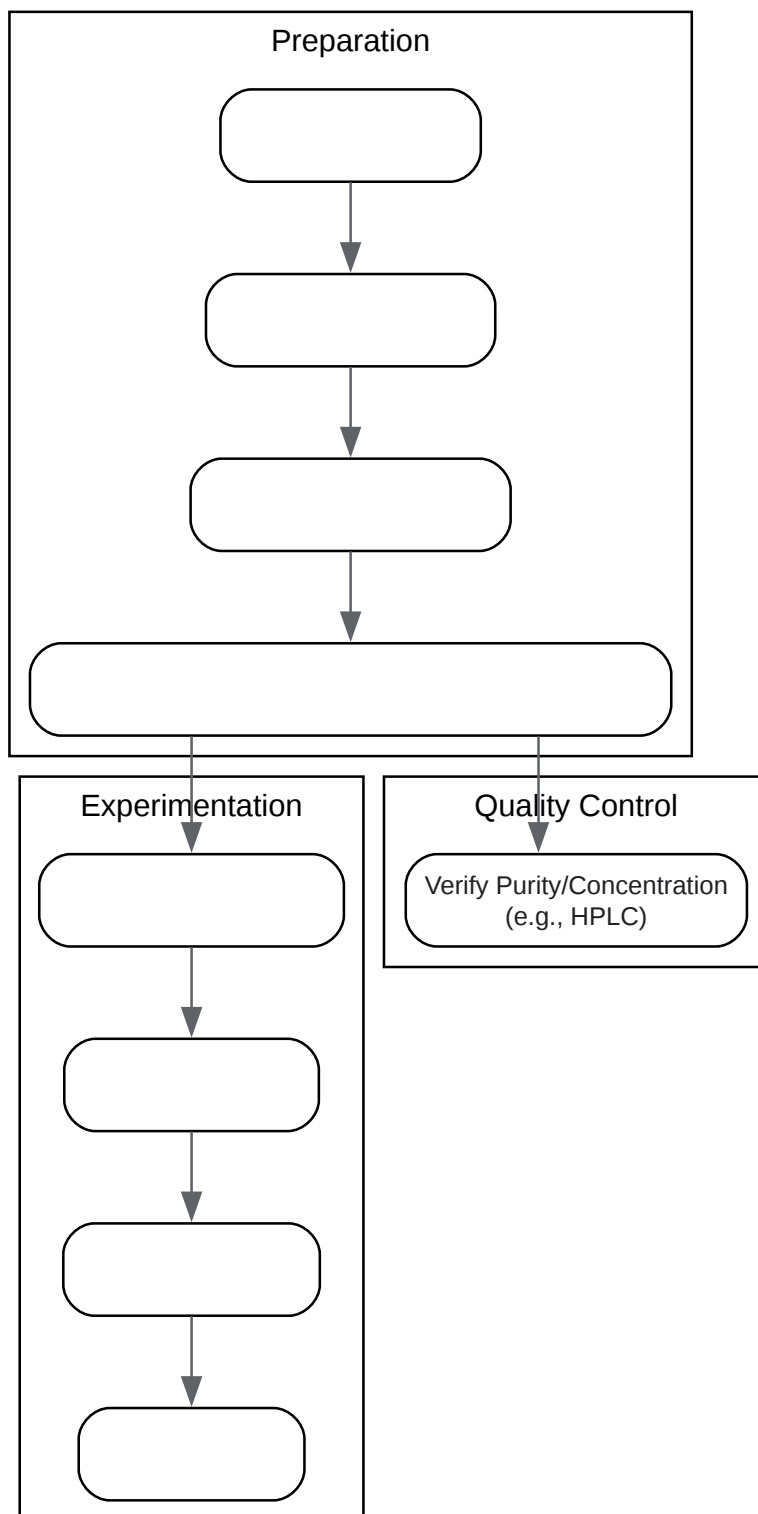 Preparation
Experimentation
Quality Control
Verify Purity/Concentration
(e.g., HPLC)